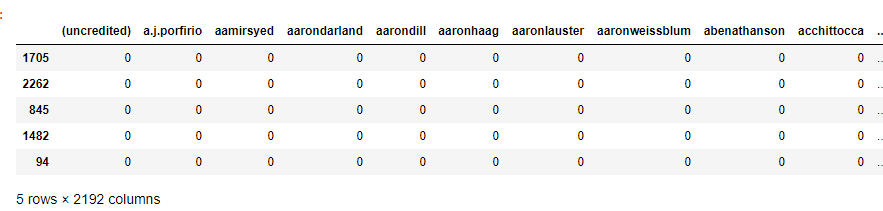 :
(uncredited) a.j.porfirio aamirsyed aarondarland aarondill aaronhaag aaronlauster aaronweissblum abenathanson acchittocca ..
1705 0 0 0 0 0 0 0 0 0 0 ..
2262 0 0 0 0 0 0 0 0 0 0 ..
845 0 0 0 0 0 0 0 0 0 0 ..
1482 0 0 0 0 0 0 0 0 0 0 ..
94 0 0 0 0 0 0 0 0 0 0 ..
5 rows × 2192 columns